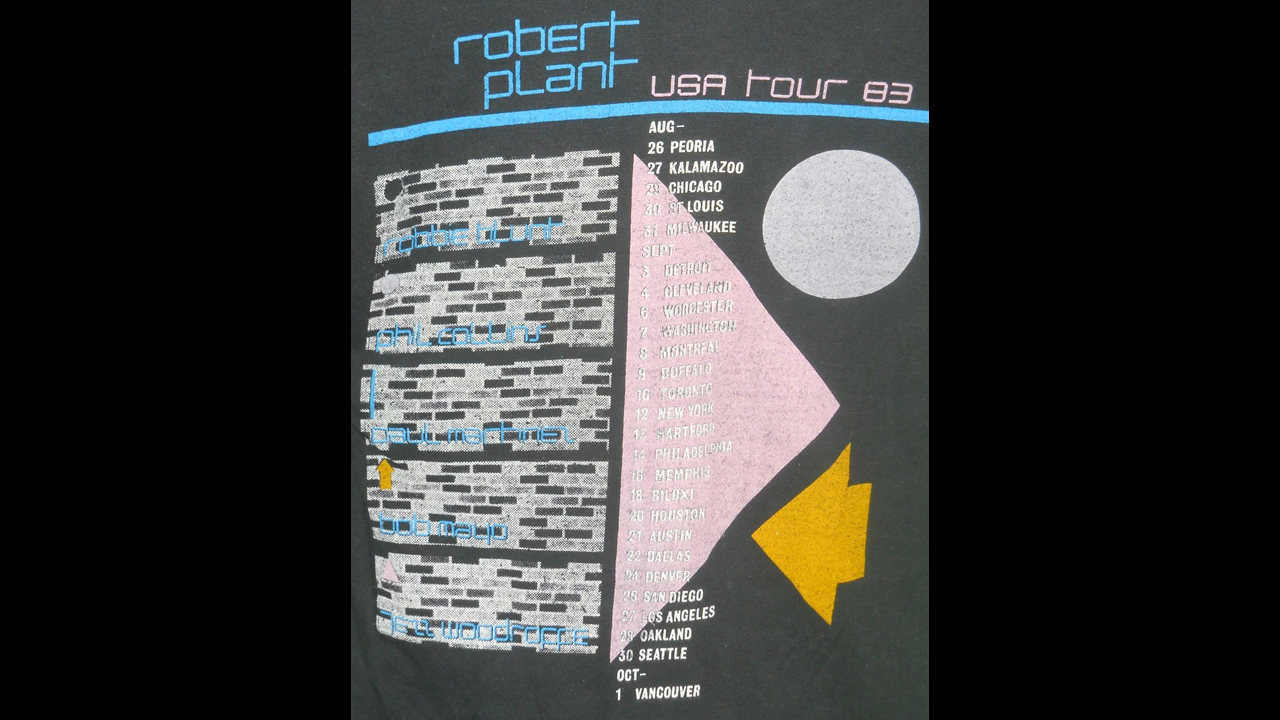 robert
plant USA tour 83
AUG–
26 PEORIA
27 KALAMAZOO
28 CHICAGO
30 ST LOUIS
31 MILWAUKEE
SEPT
3 DETROIT
4 CLEVELAND
6 WORCESTER
7 WASHINGTON
8 MONTREAL
9 BUFFALO
10 TORONTO
12 NEW YORK
13 HARTFORD
14 PHILADELPHIA
16 MEMPHIS
18 BILOXI
20 HOUSTON
21 AUSTIN
22 DALLAS
24 DENVER
26 SAN DIEGO
27 LOS ANGELES
29 OAKLAND
30 SEATTLE
OCT–
1 VANCOUVER
robbie blunt
phil collins
paul martinez
bob mayo
jezz woodroffe